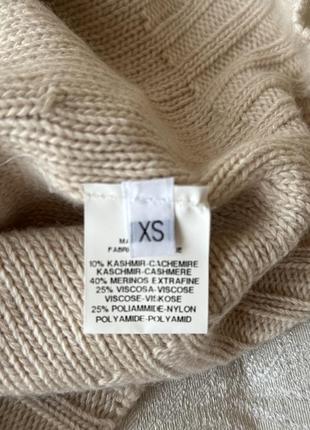 XS
10% KASHMIR-CACHEMIRE
KASCHMIR-CASHMERE
40% MERINOS EXTRAFINE
25% VISCOSA-VISCOSE
VISCOSE-VISKOSE
25% POLIAMMIDE-NYLON
POLYAMIDE-POLYAMID